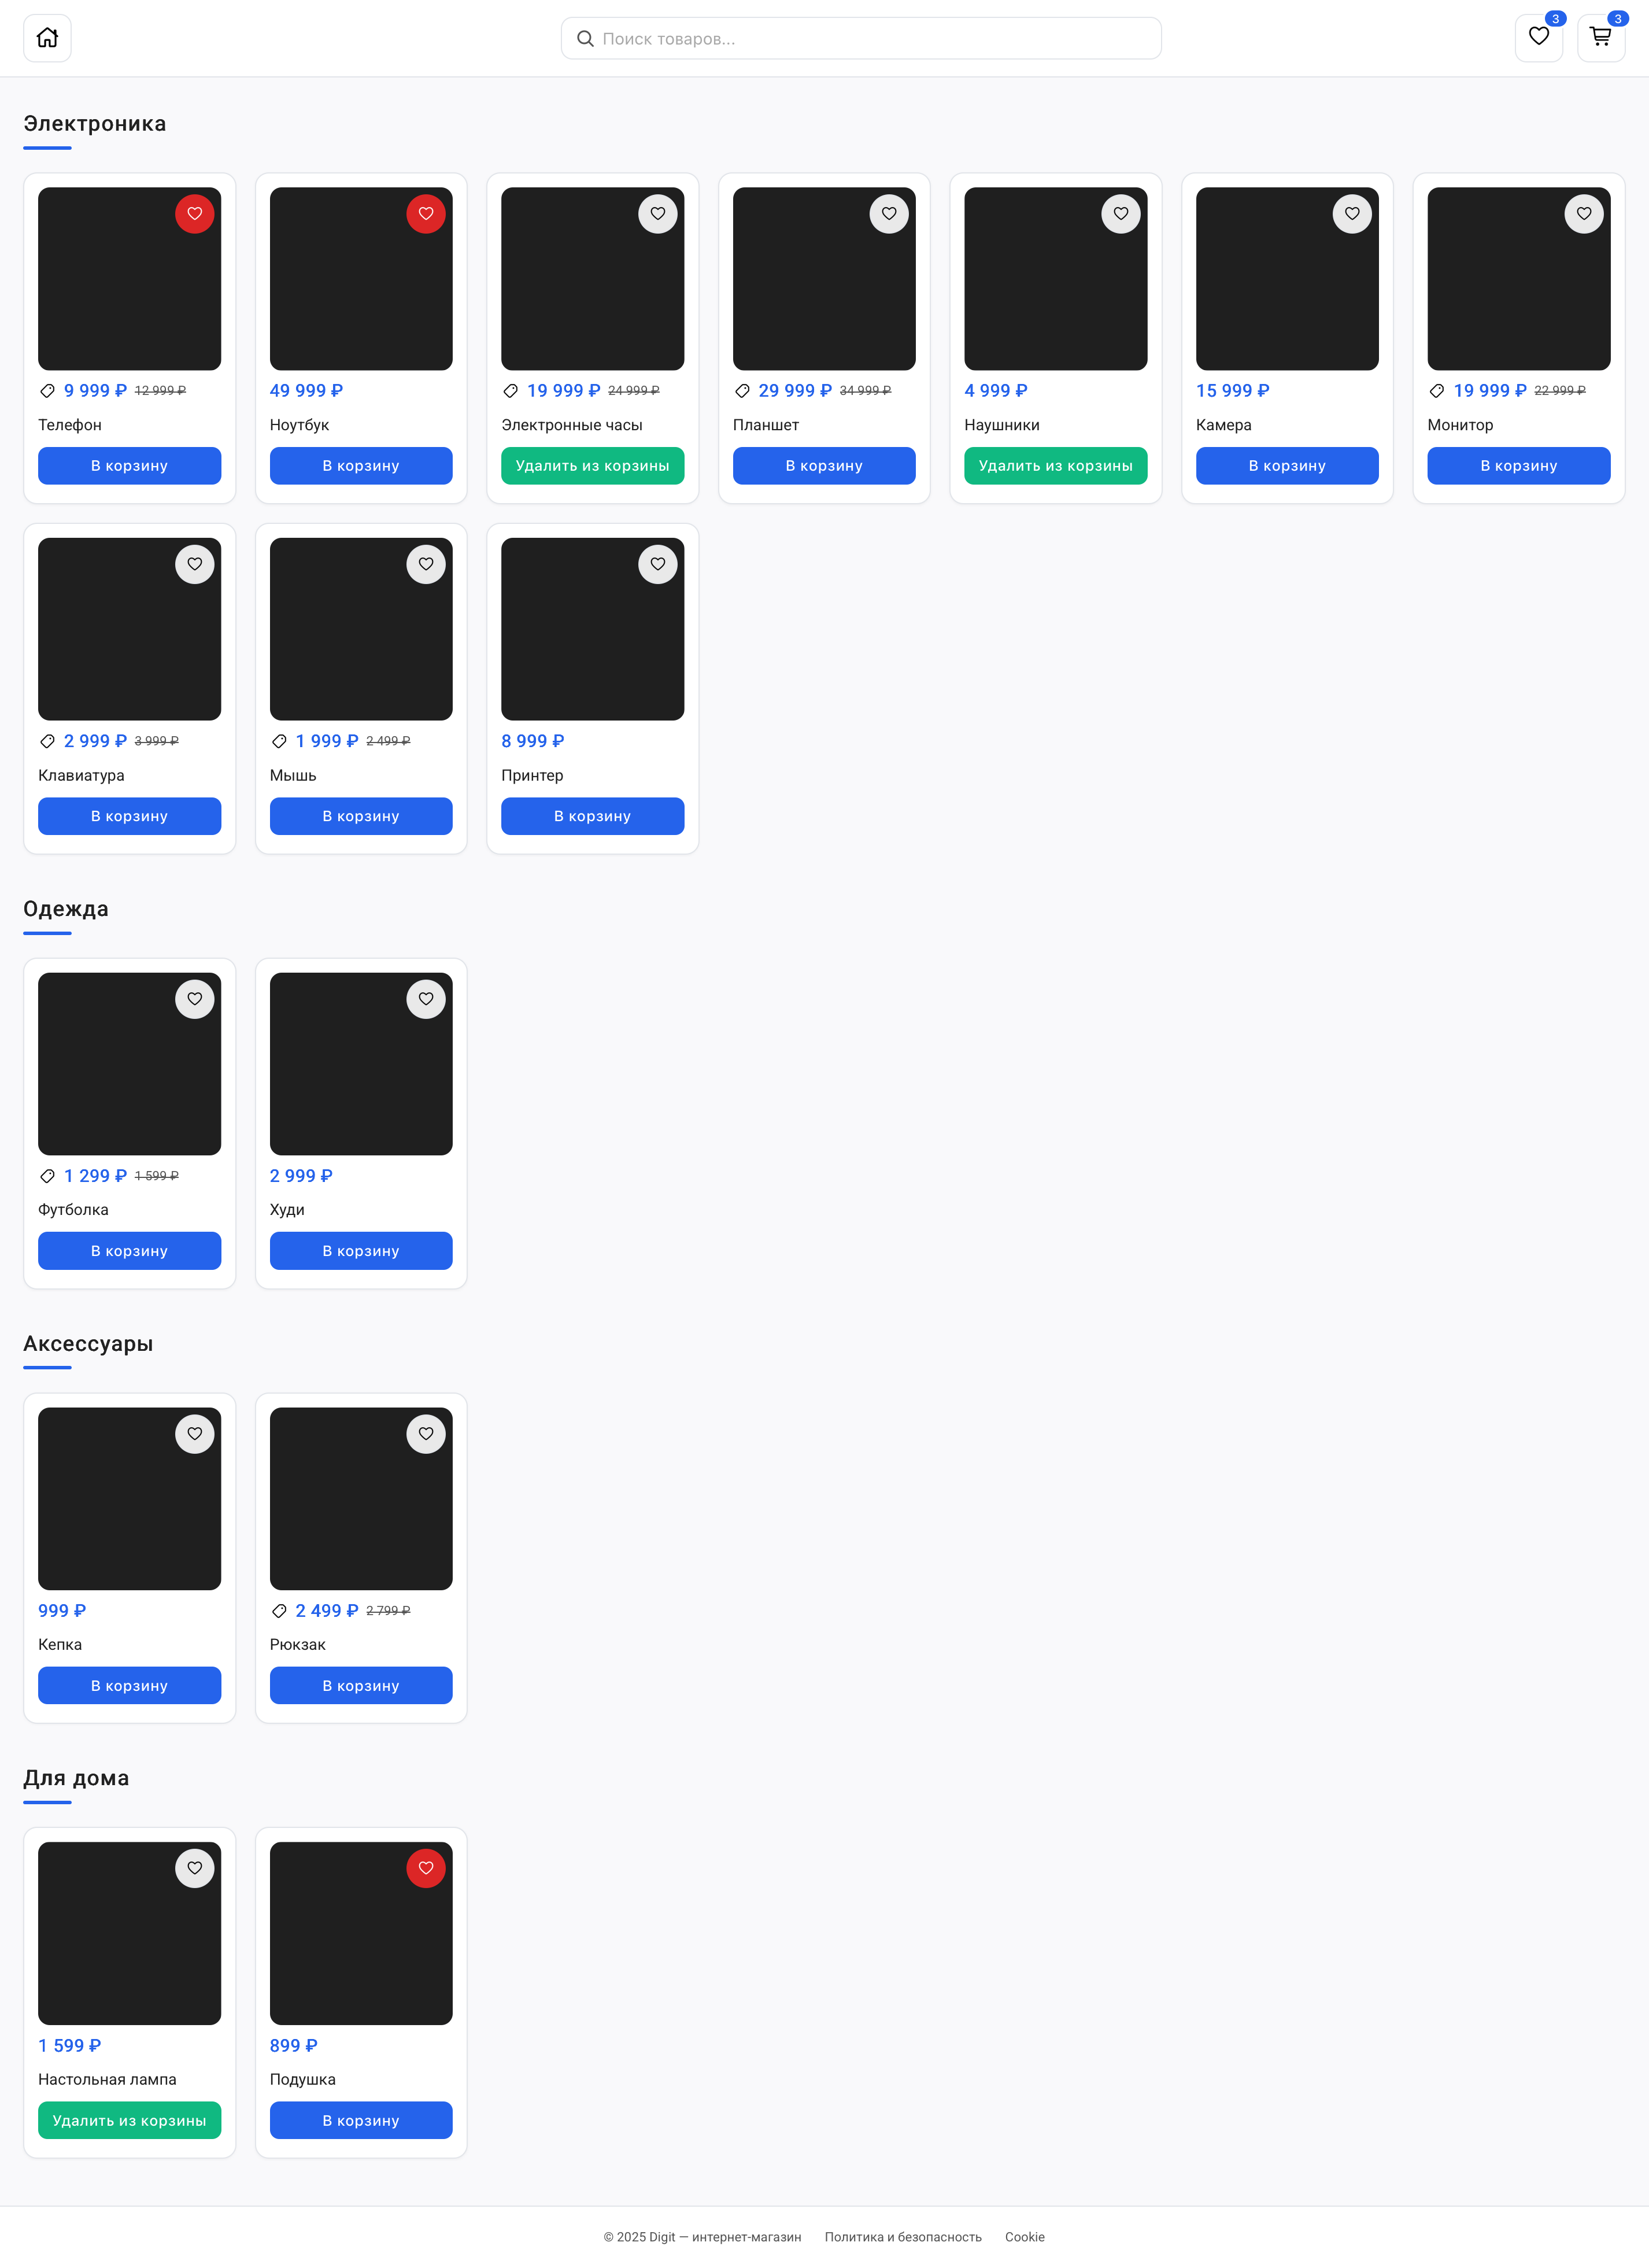 Поиск товаров...
3
3
Электроника
9 999 ₽ 12 999 ₽
Телефон
В корзину
49 999 ₽
Ноутбук
В корзину
19 999 ₽ 24 999 ₽
Электронные часы
Удалить из корзины
29 999 ₽ 34 999 ₽
Планшет
В корзину
4 999 ₽
Наушники
Удалить из корзины
15 999 ₽
Камера
В корзину
19 999 ₽ 22 999 ₽
Монитор
В корзину
2 999 ₽ 3 999 ₽
Клавиатура
В корзину
1 999 ₽ 2 499 ₽
Мышь
В корзину
8 999 ₽
Принтер
В корзину
Одежда
1 299 ₽ 1 599 ₽
Футболка
В корзину
2 999 ₽
Худи
В корзину
Аксессуары
999 ₽
Кепка
В корзину
2 499 ₽ 2 799 ₽
Рюкзак
В корзину
Для дома
1 599 ₽
Настольная лампа
Удалить из корзины
899 ₽
Подушка
В корзину
© 2025 Digit — интернет-магазин Политика и безопасность Cookie